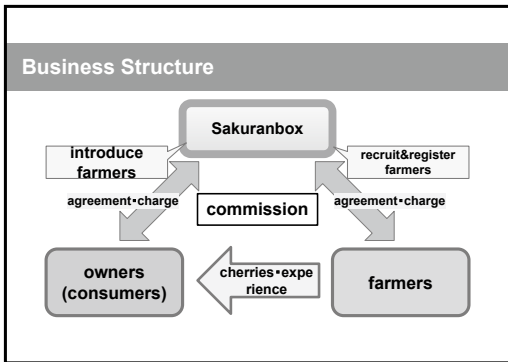 Business Structure
Sakuranbox
introduce
farmers
recruit&register
farmers
agreement・charge
commission
agreement・charge
owners
(consumers)
cherries・expe
rience
farmers